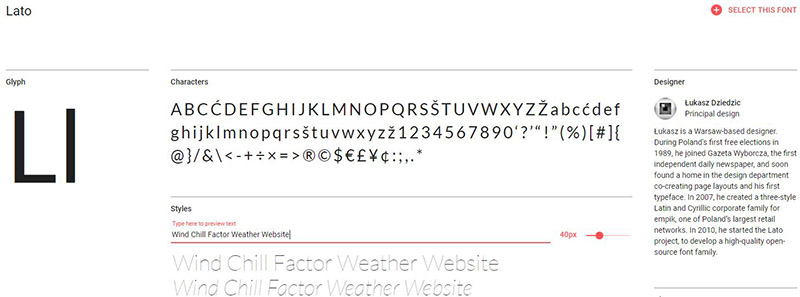 Lato
SELECT THIS FONT
Glyph
Ll
Characters
ABCĆČDEFGHIJKLMNOPQRSŠTUVWXYZŽabcćčdef
ghijklmnopqrsštuvwxyzž1234567890‘?’“!”(%)[#]{
@}/&\<-+÷×=>®©$€£¥¢:;,.*
Styles
Type here to preview text
Wind Chill Factor Weather Website
40px
Wind Chill Factor Weather Website
Wind Chill Factor Weather Website
Designer
Łukasz Dziedzic
Principal design
Łukasz is a Warsaw-based designer.
During Poland's first free elections in
1989, he joined Gazeta Wyborcza, the first
independent daily newspaper, and soon
found a home in the design department
co-creating page layouts and his first
typeface. In 2007, he created a three-style
Latin and Cyrillic corporate family for
empik, one of Poland's largest retail
networks. In 2010, he started the Lato
project, to develop a high-quality open-
source font family.